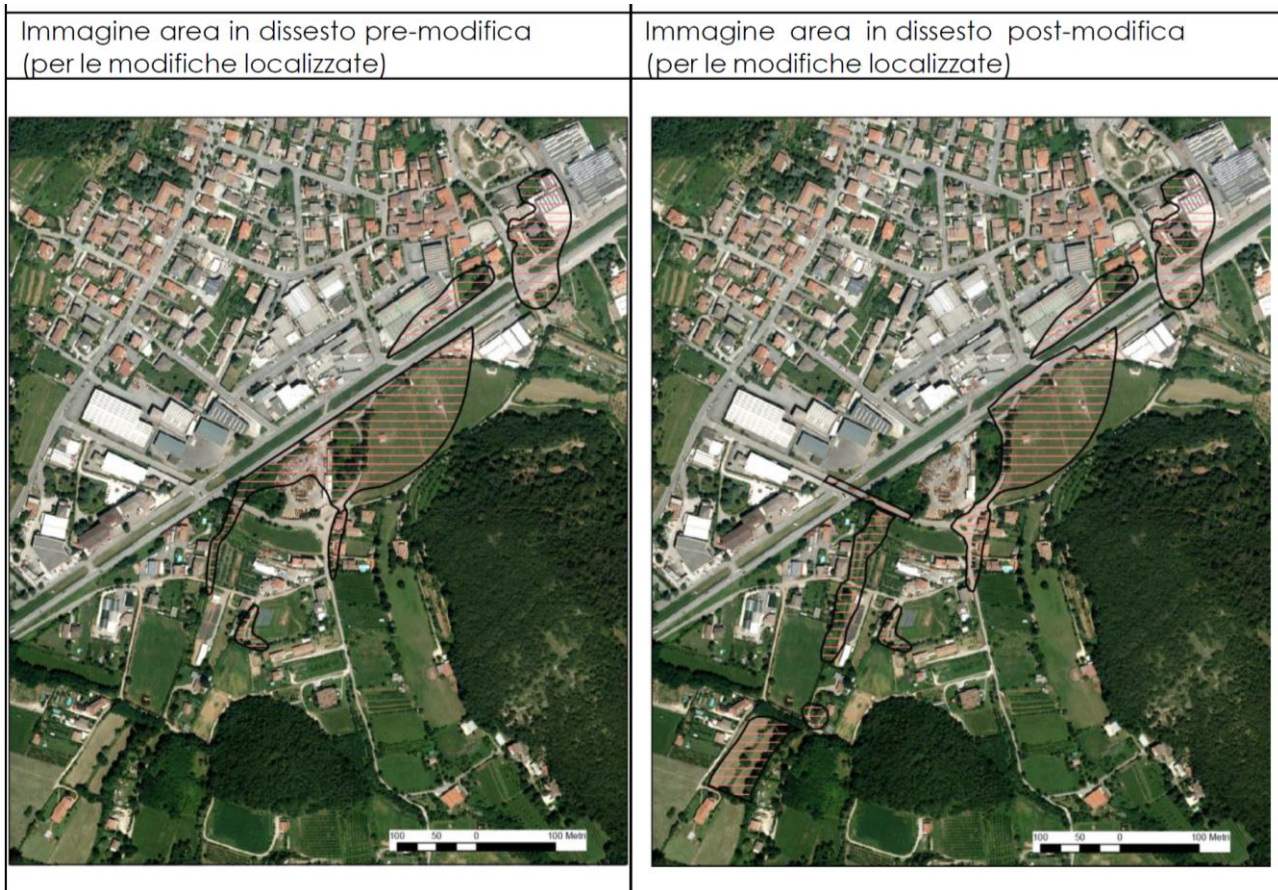 Immagine area in dissesto pre-modifica
(per le modifiche localizzate)
Immagine area in dissesto post-modifica
(per le modifiche localizzate)
100 50 0 100 Metri
100 50 0 100 Metri